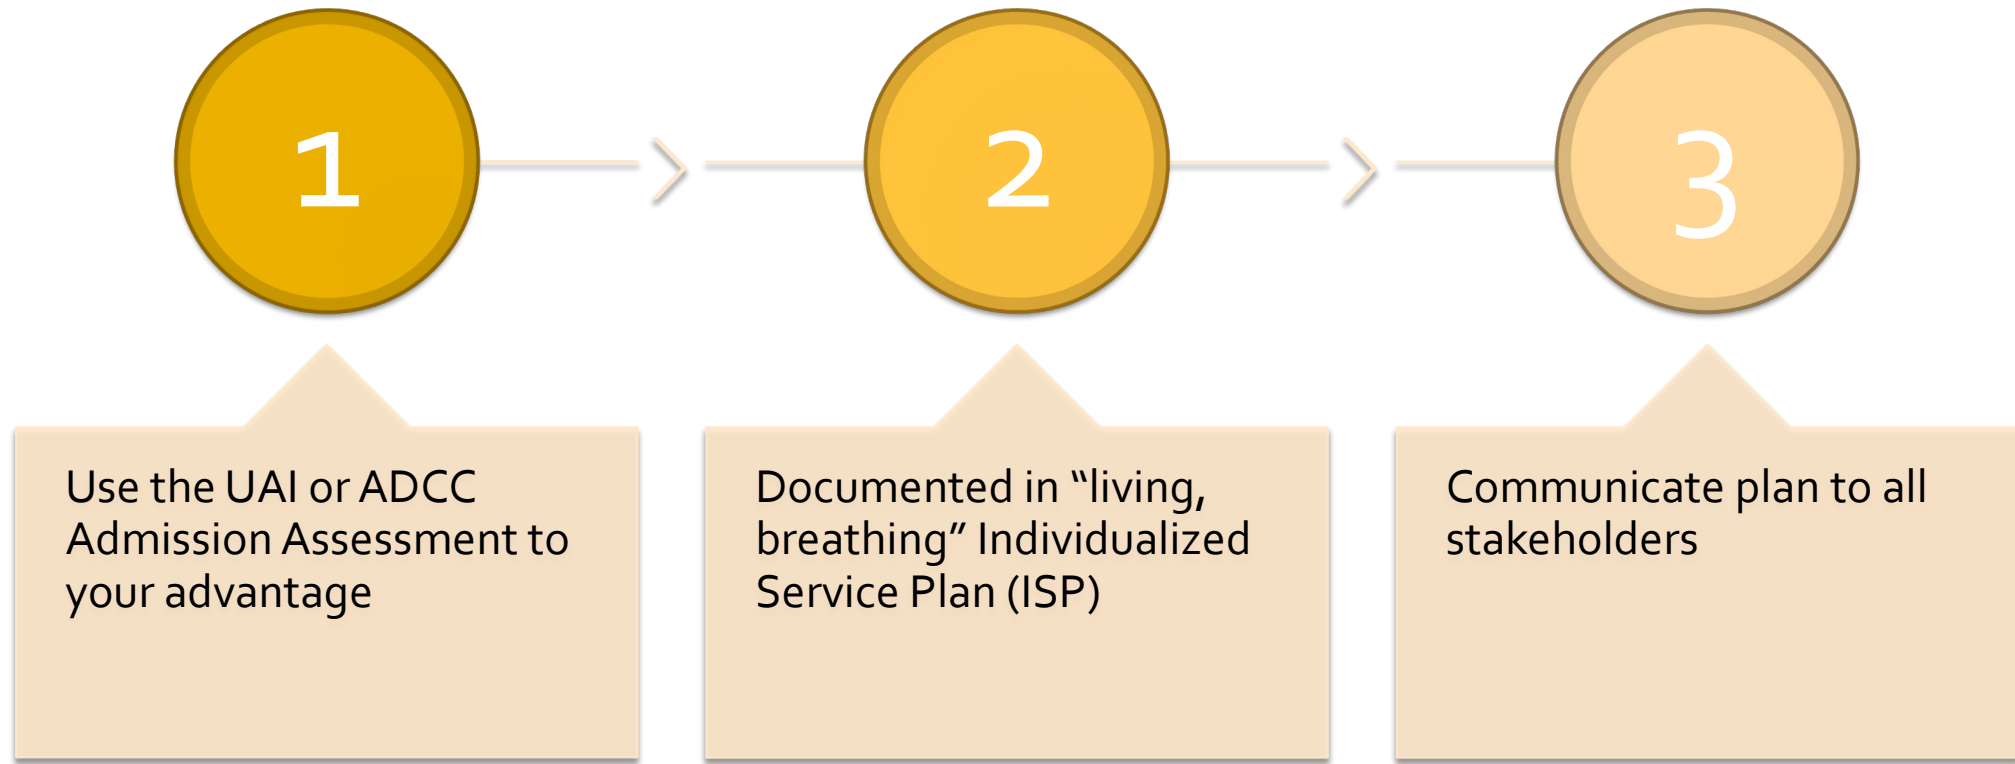 1
2
3
Use the UAI or ADCC
Admission Assessment to
your advantage
Documented in “living,
breathing” Individualized
Service Plan (ISP)
Communicate plan to all
stakeholders